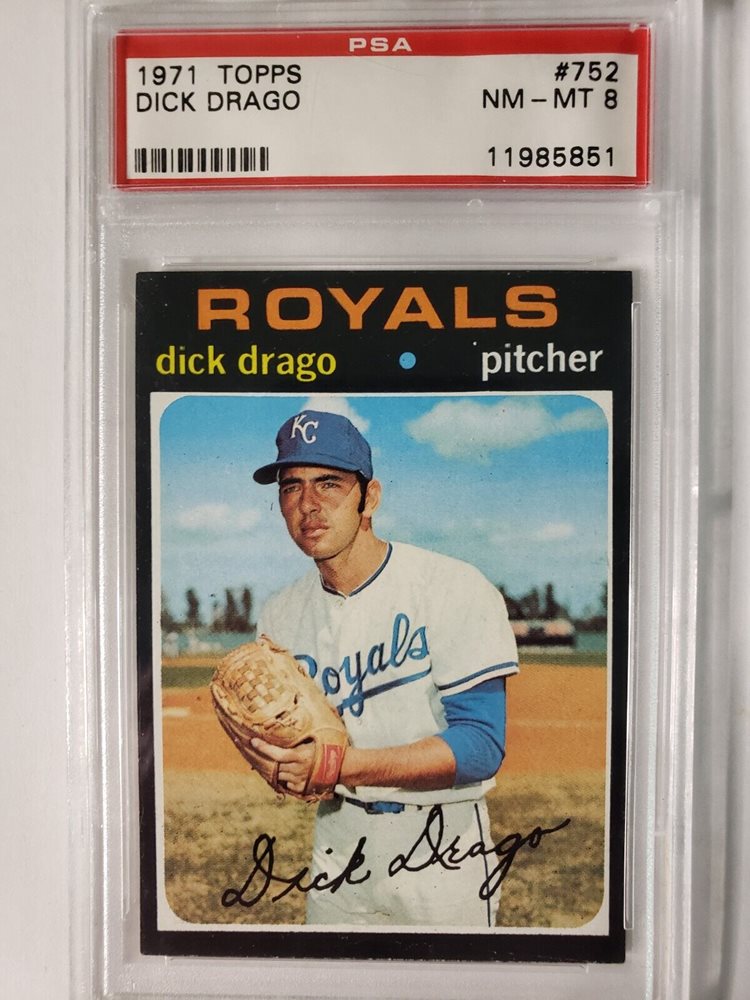 PSA
1971 TOPPS #752
DICK DRAGO NM-MT 8
11985851
ROYALS
dick drago pitcher
KC
Royals
Dick Drago